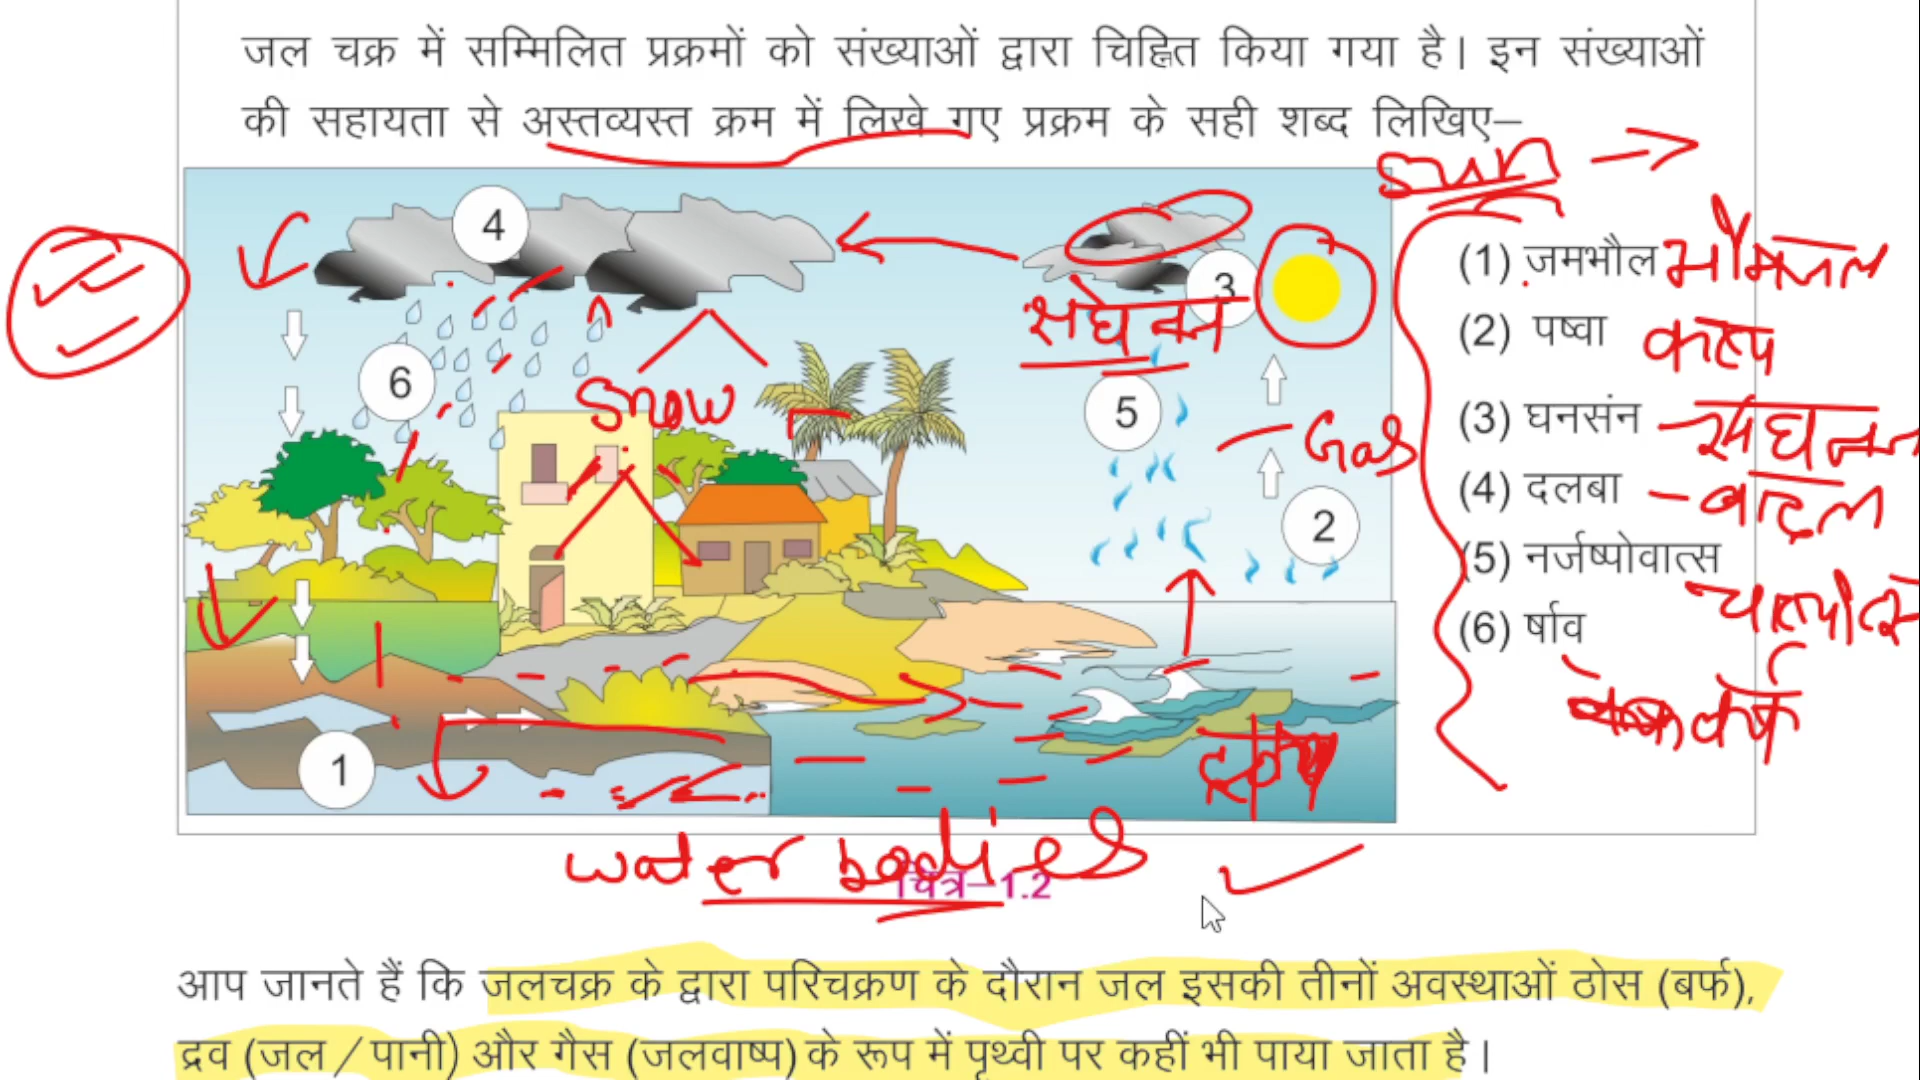 जल चक्र में सम्मिलित प्रक्रमों को संख्याओं द्वारा चिह्नित किया गया है। इन संख्याओं
की सहायता से अस्तव्यस्त क्रम में लिखे गए प्रक्रम के सही शब्द लिखिए–
sun
4
3
(1) जमभौल भौमजल
(2) पष्वा
संघनन
6
5
snow
Gas
(3) घनसंन – संघनन
2
(4) दलबा – बादल
(5) नर्जष्पोवात्स
(6) र्षाव
1
water bodies
चित्र–1.2
आप जानते हैं कि जलचक्र के द्वारा परिचक्रण के दौरान जल इसकी तीनों अवस्थाओं ठोस (बर्फ),
द्रव (जल / पानी) और गैस (जलवाष्प) के रूप में पृथ्वी पर कहीं भी पाया जाता है।